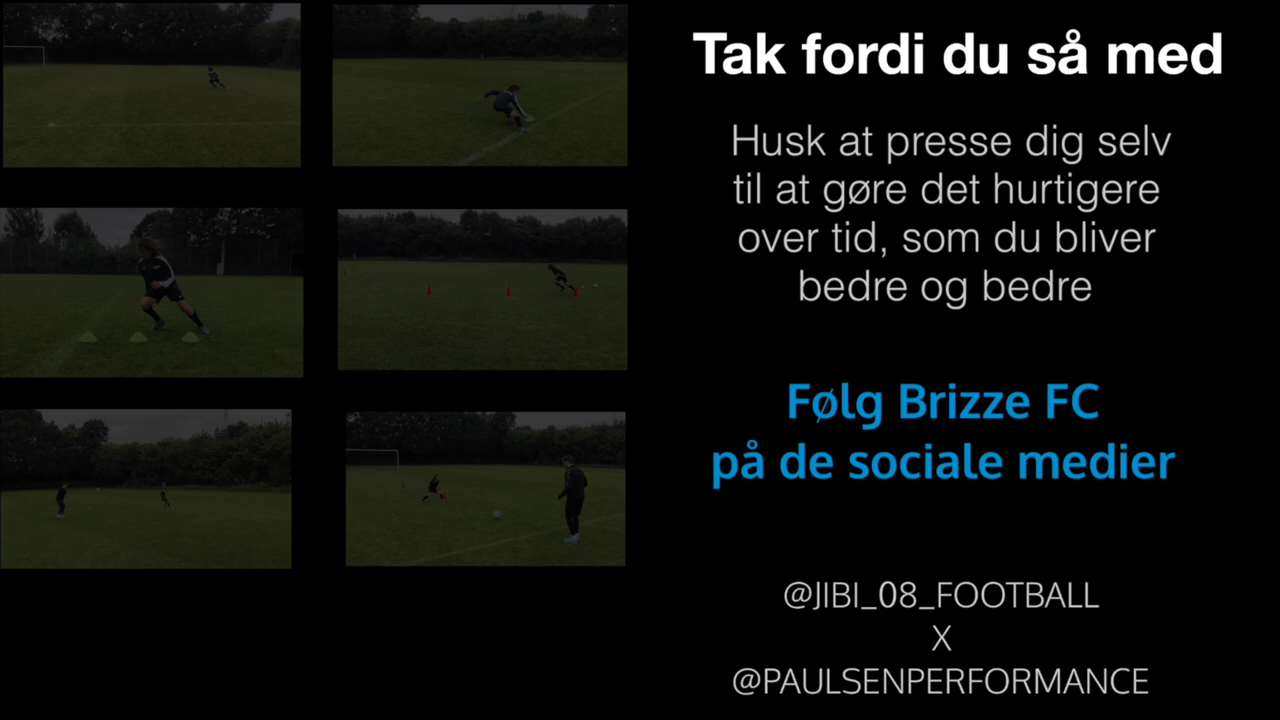 Tak fordi du så med
Husk at presse dig selv
til at gøre det hurtigere
over tid, som du bliver
bedre og bedre
Følg Brizze FC
på de sociale medier
@JIBI_08_FOOTBALL
X
@PAULSENPERFORMANCE